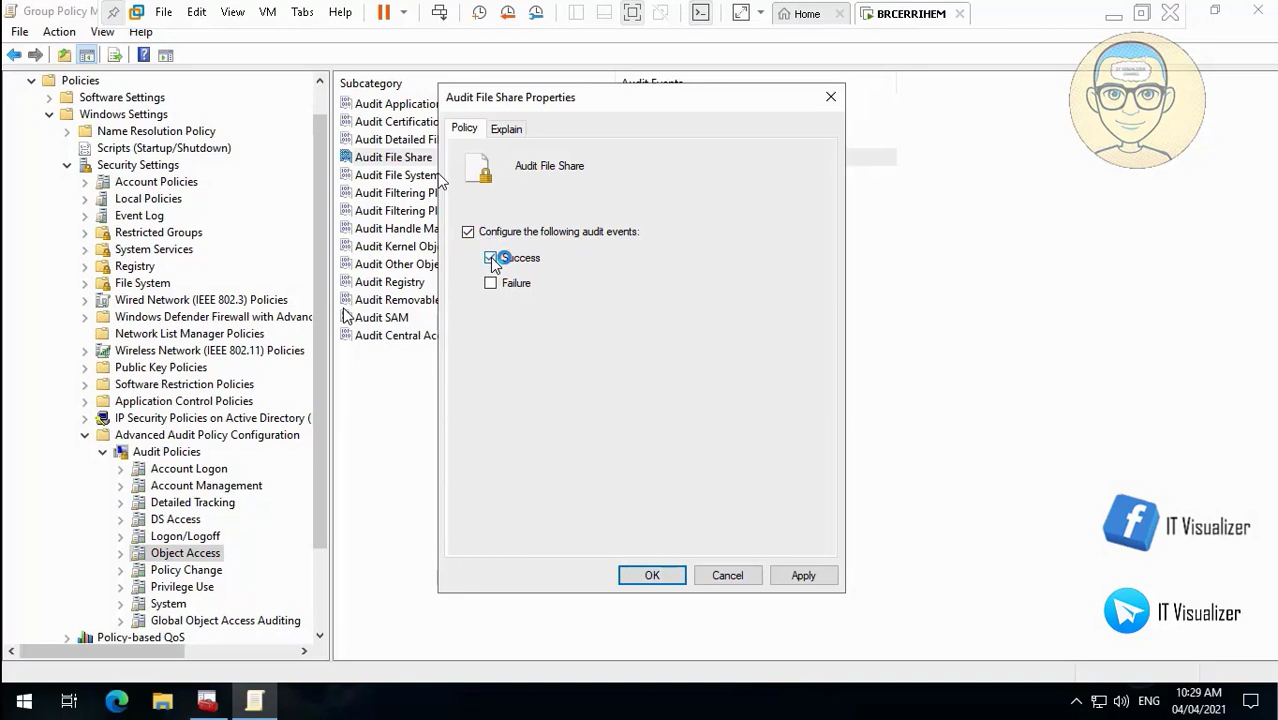 Group Policy M
File Edit View VM Tabs Help
Home
BRCERRIHEM
File Action View Help
IT VISUALIZER
CHANNEL
Policies
Software Settings
Windows Settings
Name Resolution Policy
Scripts (Startup/Shutdown)
Security Settings
Account Policies
Local Policies
Event Log
Restricted Groups
System Services
Registry
File System
Wired Network (IEEE 802.3) Policies
Windows Defender Firewall with Advanc
Network List Manager Policies
Wireless Network (IEEE 802.11) Policies
Public Key Policies
Software Restriction Policies
Application Control Policies
IP Security Policies on Active Directory (
Advanced Audit Policy Configuration
Audit Policies
Account Logon
Account Management
Detailed Tracking
DS Access
Logon/Logoff
Object Access
Policy Change
Privilege Use
System
Global Object Access Auditing
Policy-based QoS
Subcategory
Audit Events
Audit Application
Audit Certificatio
Audit Detailed Fi
Audit File Share
Audit File System
Audit Filtering Pl
Audit Filtering Pl
Audit Handle Ma
Audit Kernel Obj
Audit Other Obje
Audit Registry
Audit Removable
Audit SAM
Audit Central Ac
Audit File Share Properties
Policy Explain
Audit File Share
Configure the following audit events:
Success
Failure
OK Cancel Apply
IT Visualizer
IT Visualizer
ENG
10:29 AM
04/04/2021